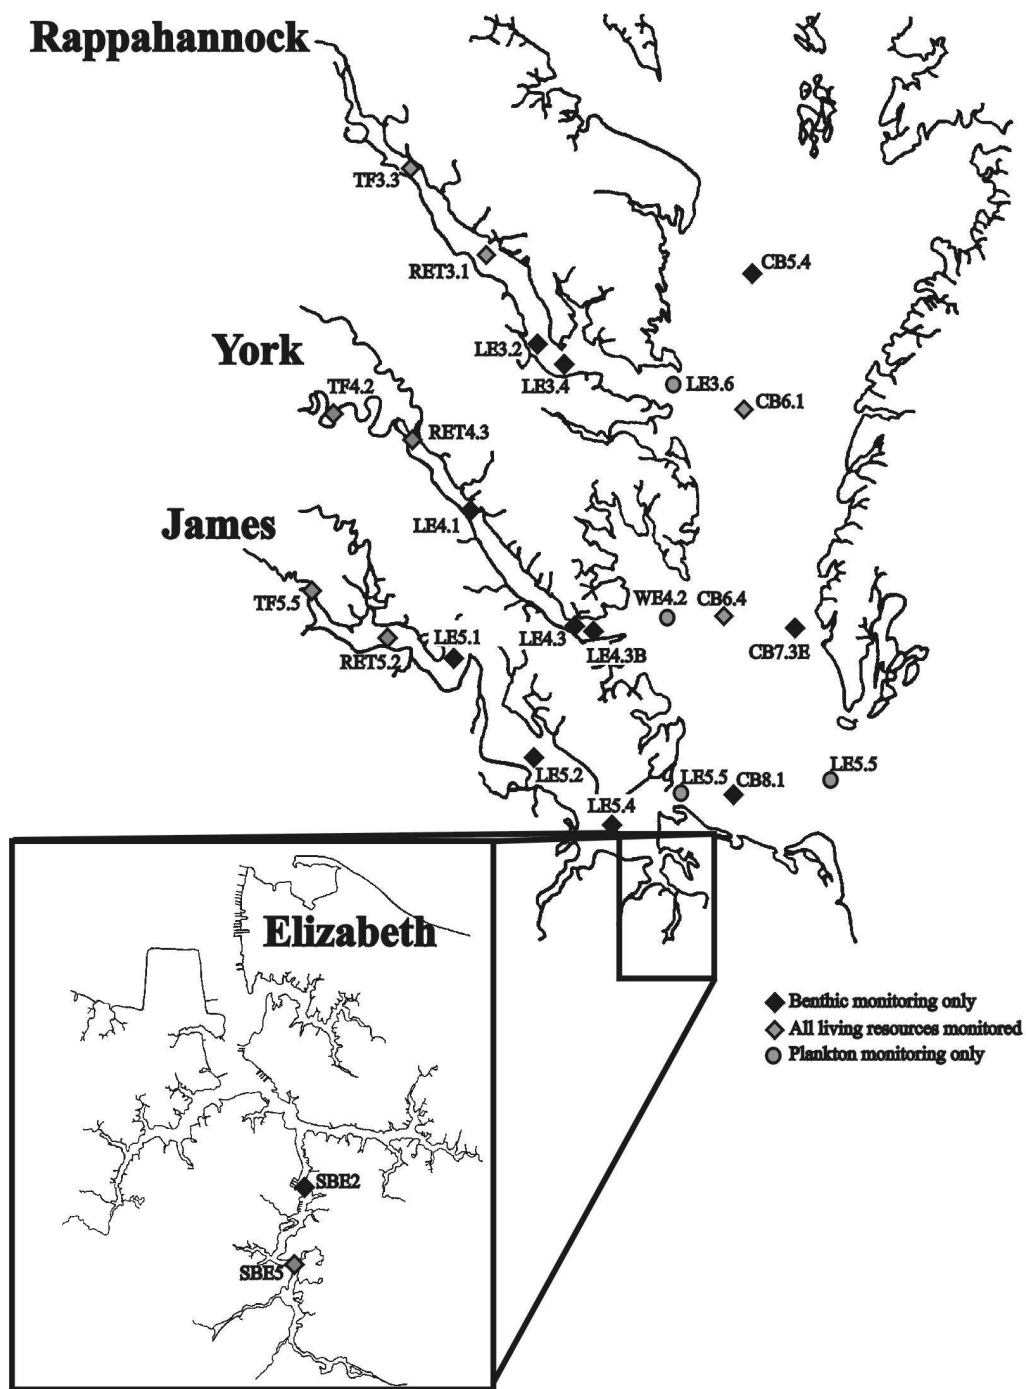 Rappahannock
TF3.3
RET3.1
CB5.4
LE3.2
LE3.4
LE3.6
CB6.1
York
TF4.2
RET4.3
LE4.1
James
TF5.5
RET5.2
LE5.1
LE4.3
LE4.3B
WE4.2
CB6.4
CB7.3E
LE5.2
LE5.4
LE5.5
CB8.1
LE5.5
Elizabeth
SBE2
SBE5
Benthic monitoring only
All living resources monitored
Plankton monitoring only